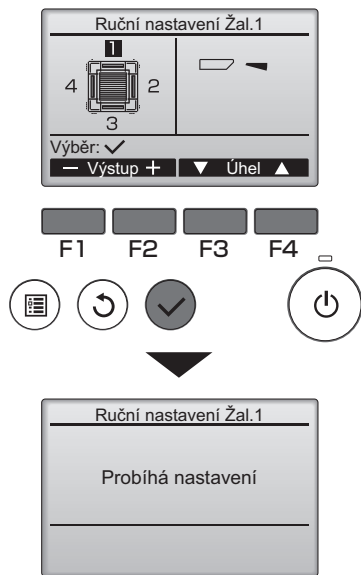 Ruční nastavení Žal.1
1
4 2
3
Výběr: ✓
− Výstup + ▼ Úhel ▲
F1 F2 F3 F4
Ruční nastavení Žal.1
Probíhá nastavení